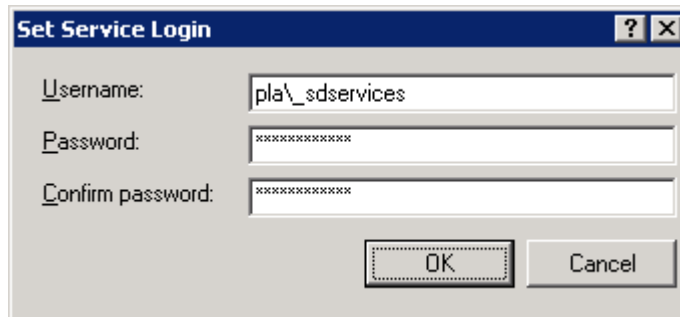 Set Service Login
Username: pla\_sdservices
Password: ************
Confirm password: ************
OK Cancel